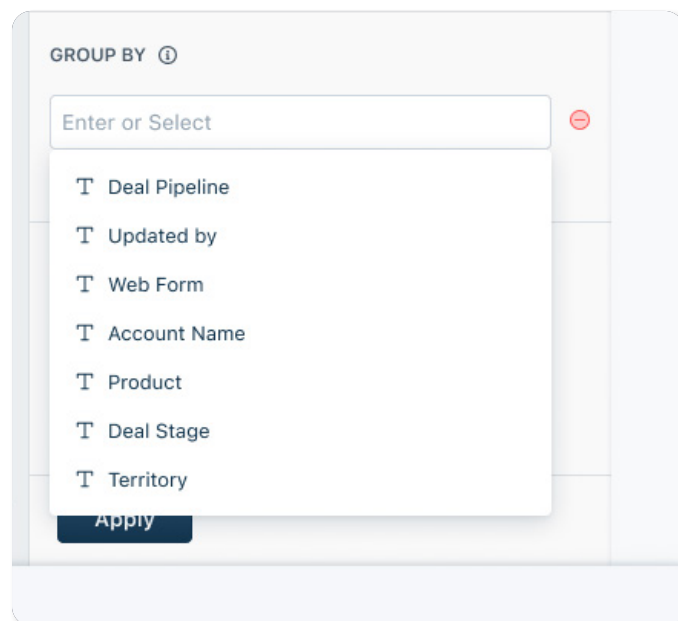 GROUP BY
Enter or Select
Deal Pipeline
Updated by
Web Form
Account Name
Product
Deal Stage
Territory
Apply